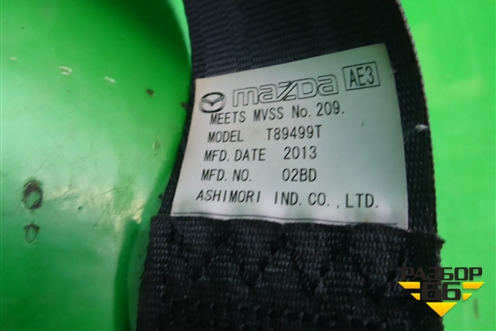 mazda AE3
MEETS MVSS No. 209.
MODEL T89499T
MFD. DATE 2013
MFD. NO. 02BD
ASHIMORI IND. CO., LTD.
РАЗБОР
66